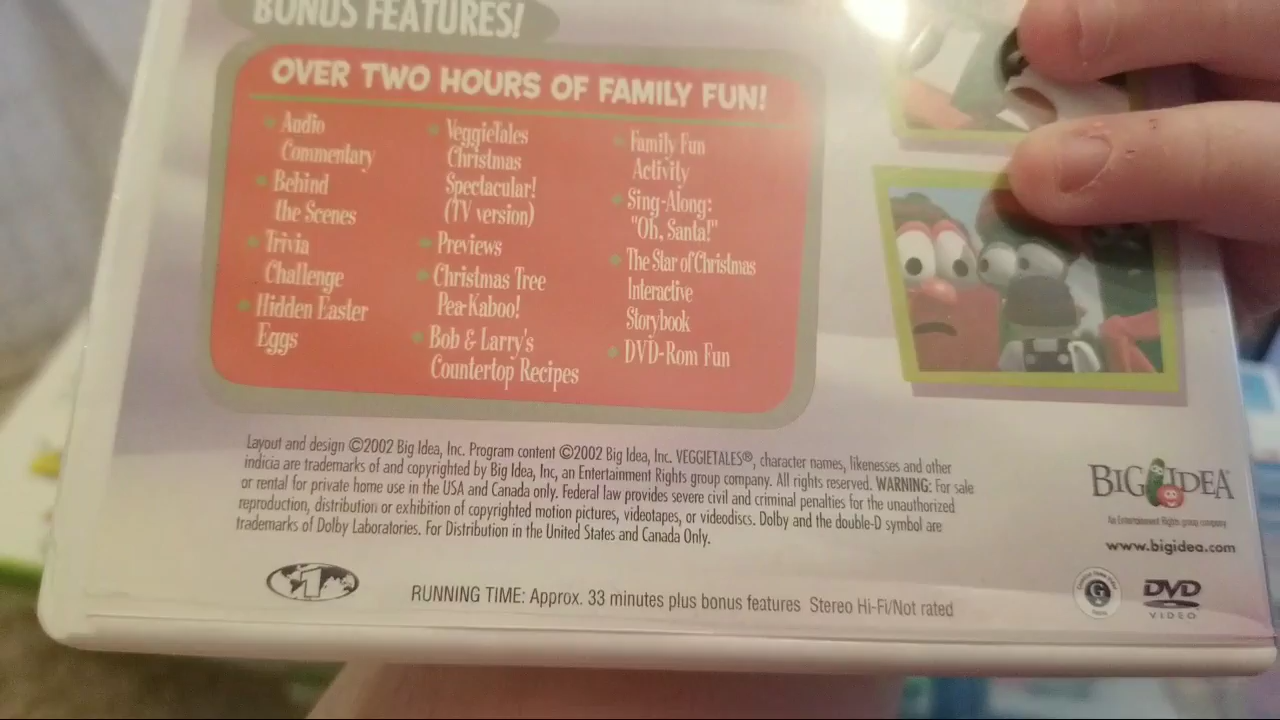 BONUS FEATURES!
OVER TWO HOURS OF FAMILY FUN!
• Audio
Commentary
• Behind
the Scenes
• Trivia
Challenge
• Hidden Easter
Eggs
• VeggieTales
Christmas
Spectacular!
(TV version)
• Previews
• Christmas Tree
Pea-Kaboo!
• Bob & Larry's
Countertop Recipes
• Family Fun
Activity
• Sing-Along:
"Oh, Santa!"
• The Star of Christmas
Interactive
Storybook
• DVD-Rom Fun
Layout and design ©2002 Big Idea, Inc. Program content ©2002 Big Idea, Inc. VEGGIETALES®, character names, likenesses and other
indicia are trademarks of and copyrighted by Big Idea, Inc, an Entertainment Rights group company. All rights reserved. WARNING: For sale
or rental for private home use in the USA and Canada only. Federal law provides severe civil and criminal penalties for the unauthorized
reproduction, distribution or exhibition of copyrighted motion pictures, videotapes, or videodiscs. Dolby and the double-D symbol are
trademarks of Dolby Laboratories. For Distribution in the United States and Canada Only.
BIG IDEA
An Entertainment Rights group company
www.bigidea.com
1
RUNNING TIME: Approx. 33 minutes plus bonus features Stereo Hi-Fi/Not rated
G
DVD
VIDEO